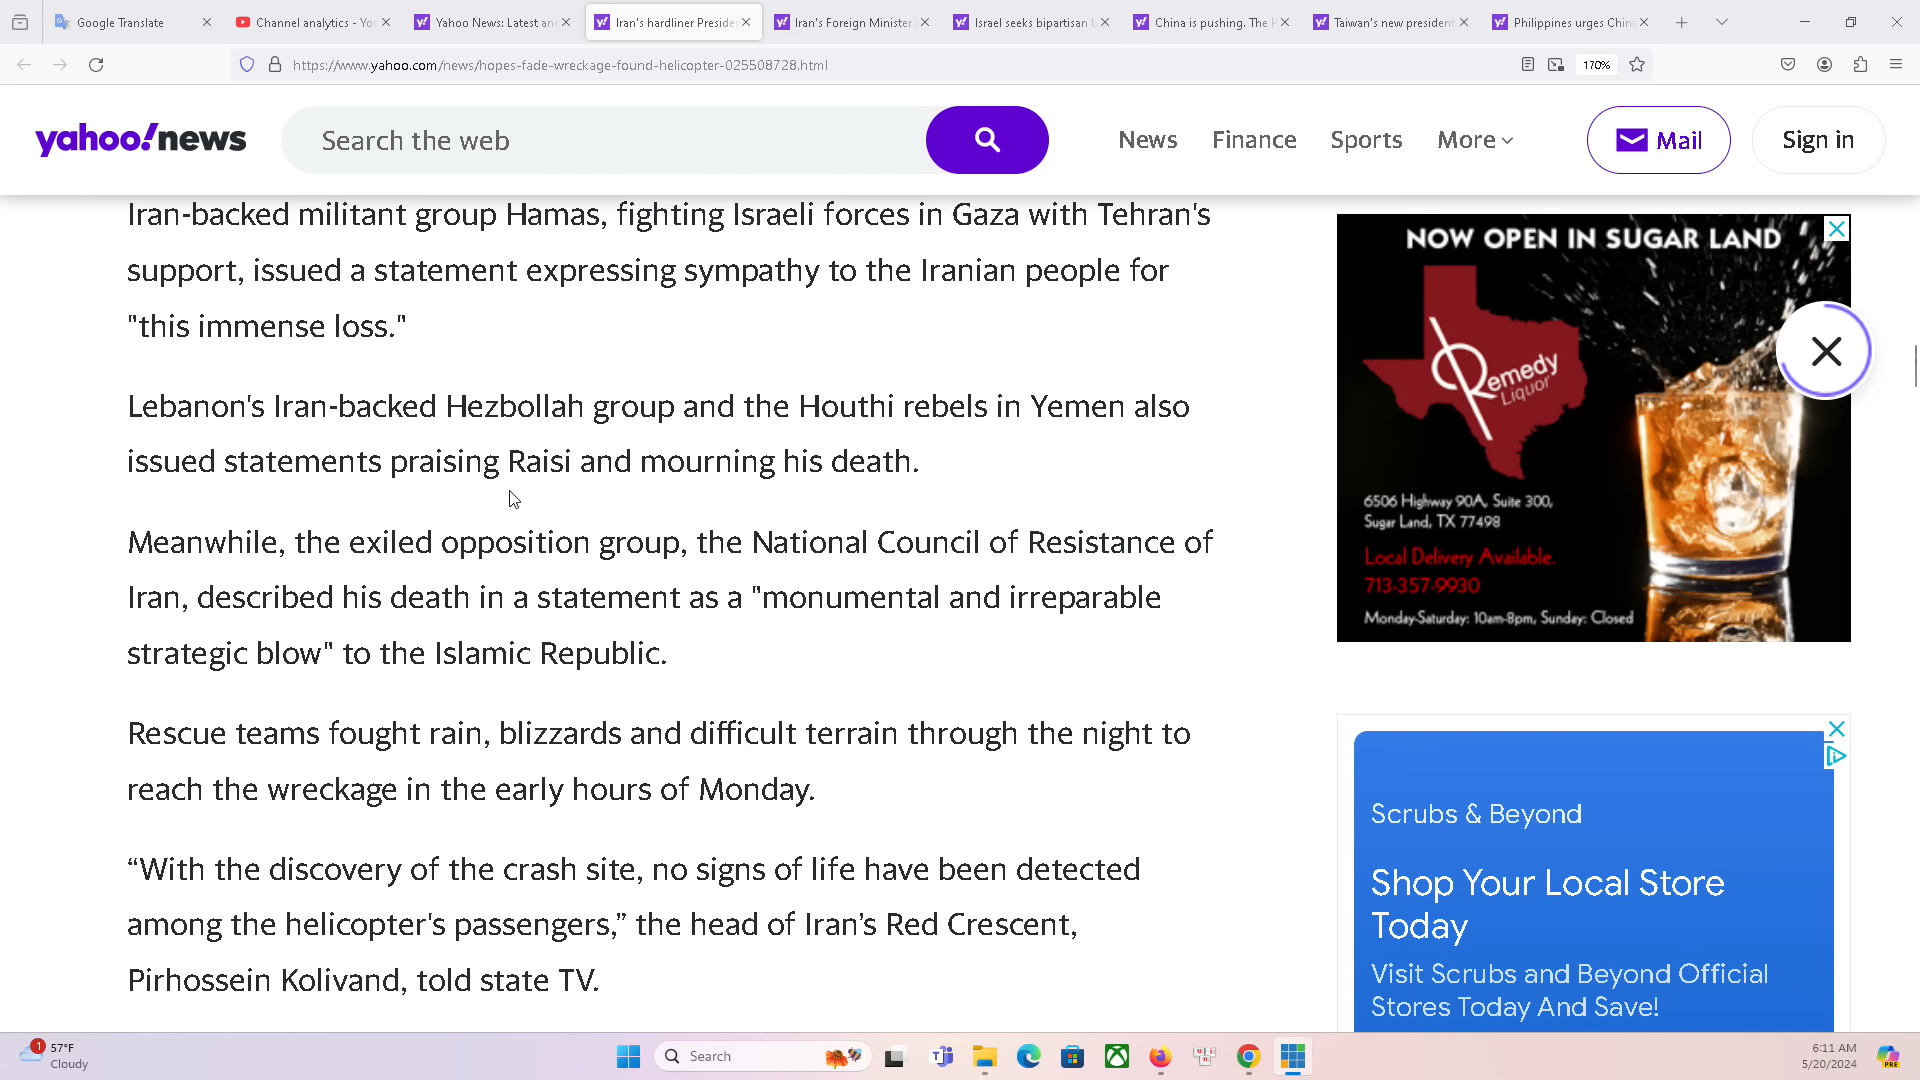 Google Translate
Channel analytics - You
Yahoo News: Latest and
Iran's hardliner Presiden
Iran's Foreign Minister
Israel seeks bipartisan U
China is pushing. The P
Taiwan's new president
Philippines urges China
https://www.yahoo.com/news/hopes-fade-wreckage-found-helicopter-025508728.html
170%
yahoo!news
Search the web
News
Finance
Sports
More
Mail
Sign in
Iran-backed militant group Hamas, fighting Israeli forces in Gaza with Tehran's
support, issued a statement expressing sympathy to the Iranian people for
"this immense loss."
Lebanon's Iran-backed Hezbollah group and the Houthi rebels in Yemen also
issued statements praising Raisi and mourning his death.
Meanwhile, the exiled opposition group, the National Council of Resistance of
Iran, described his death in a statement as a "monumental and irreparable
strategic blow" to the Islamic Republic.
Rescue teams fought rain, blizzards and difficult terrain through the night to
reach the wreckage in the early hours of Monday.
“With the discovery of the crash site, no signs of life have been detected
among the helicopter's passengers,” the head of Iran’s Red Crescent,
Pirhossein Kolivand, told state TV.
NOW OPEN IN SUGAR LAND
Remedy
Liquor
6506 Highway 90A, Suite 300,
Sugar Land, TX 77498
Local Delivery Available.
713-357-9930
Monday-Saturday: 10am-8pm, Sunday: Closed
Scrubs & Beyond
Shop Your Local Store
Today
Visit Scrubs and Beyond Official
Stores Today And Save!
1
57°F
Cloudy
Search
6:11 AM
5/20/2024
PRE